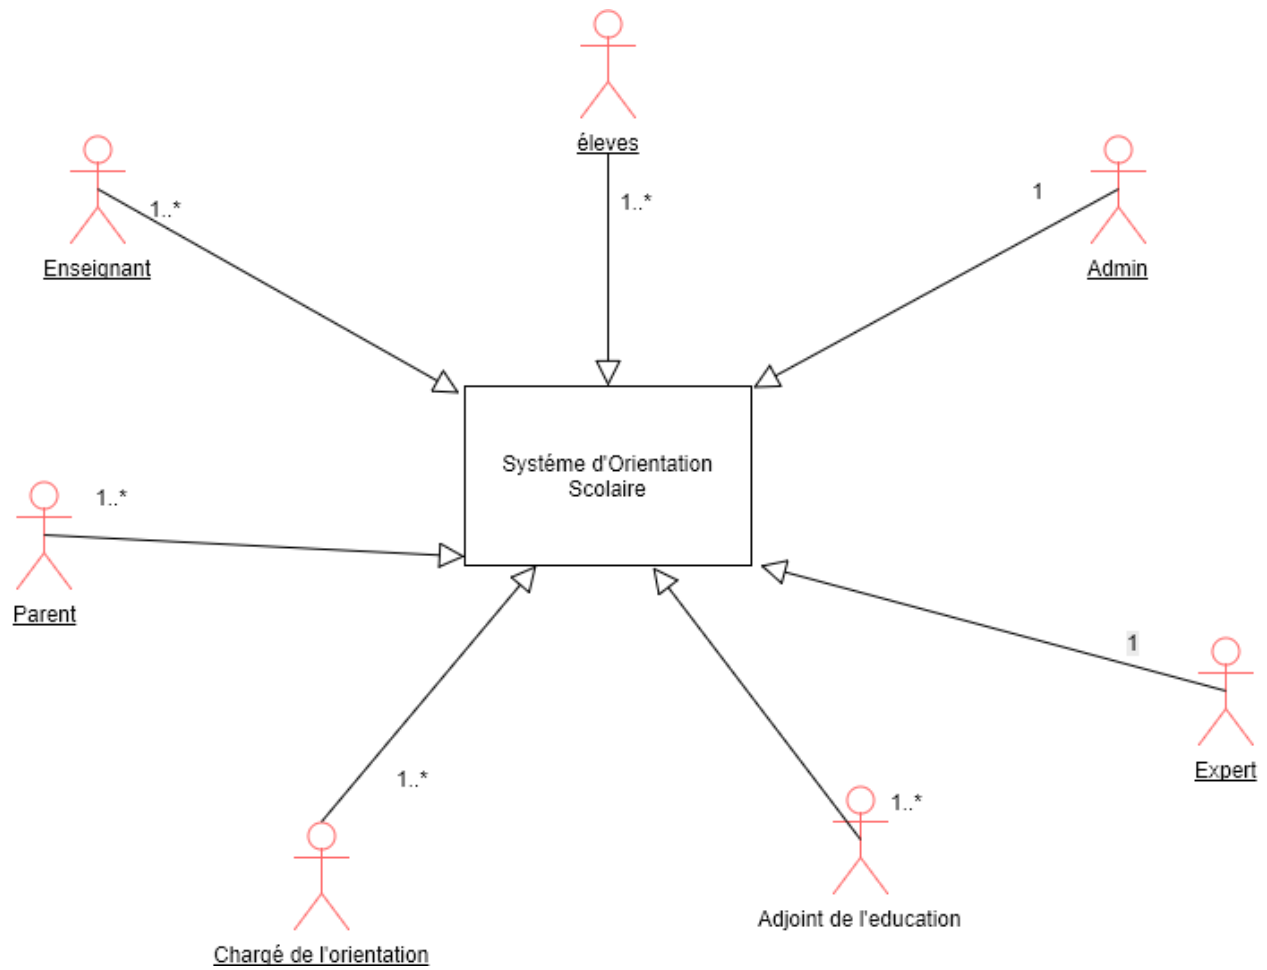 éleves
1..*
1
1..*
Enseignant
Admin
Systéme d'Orientation
Scolaire
1..*
Parent
1
Expert
1..*
1..*
Adjoint de l'education
Chargé de l'orientation